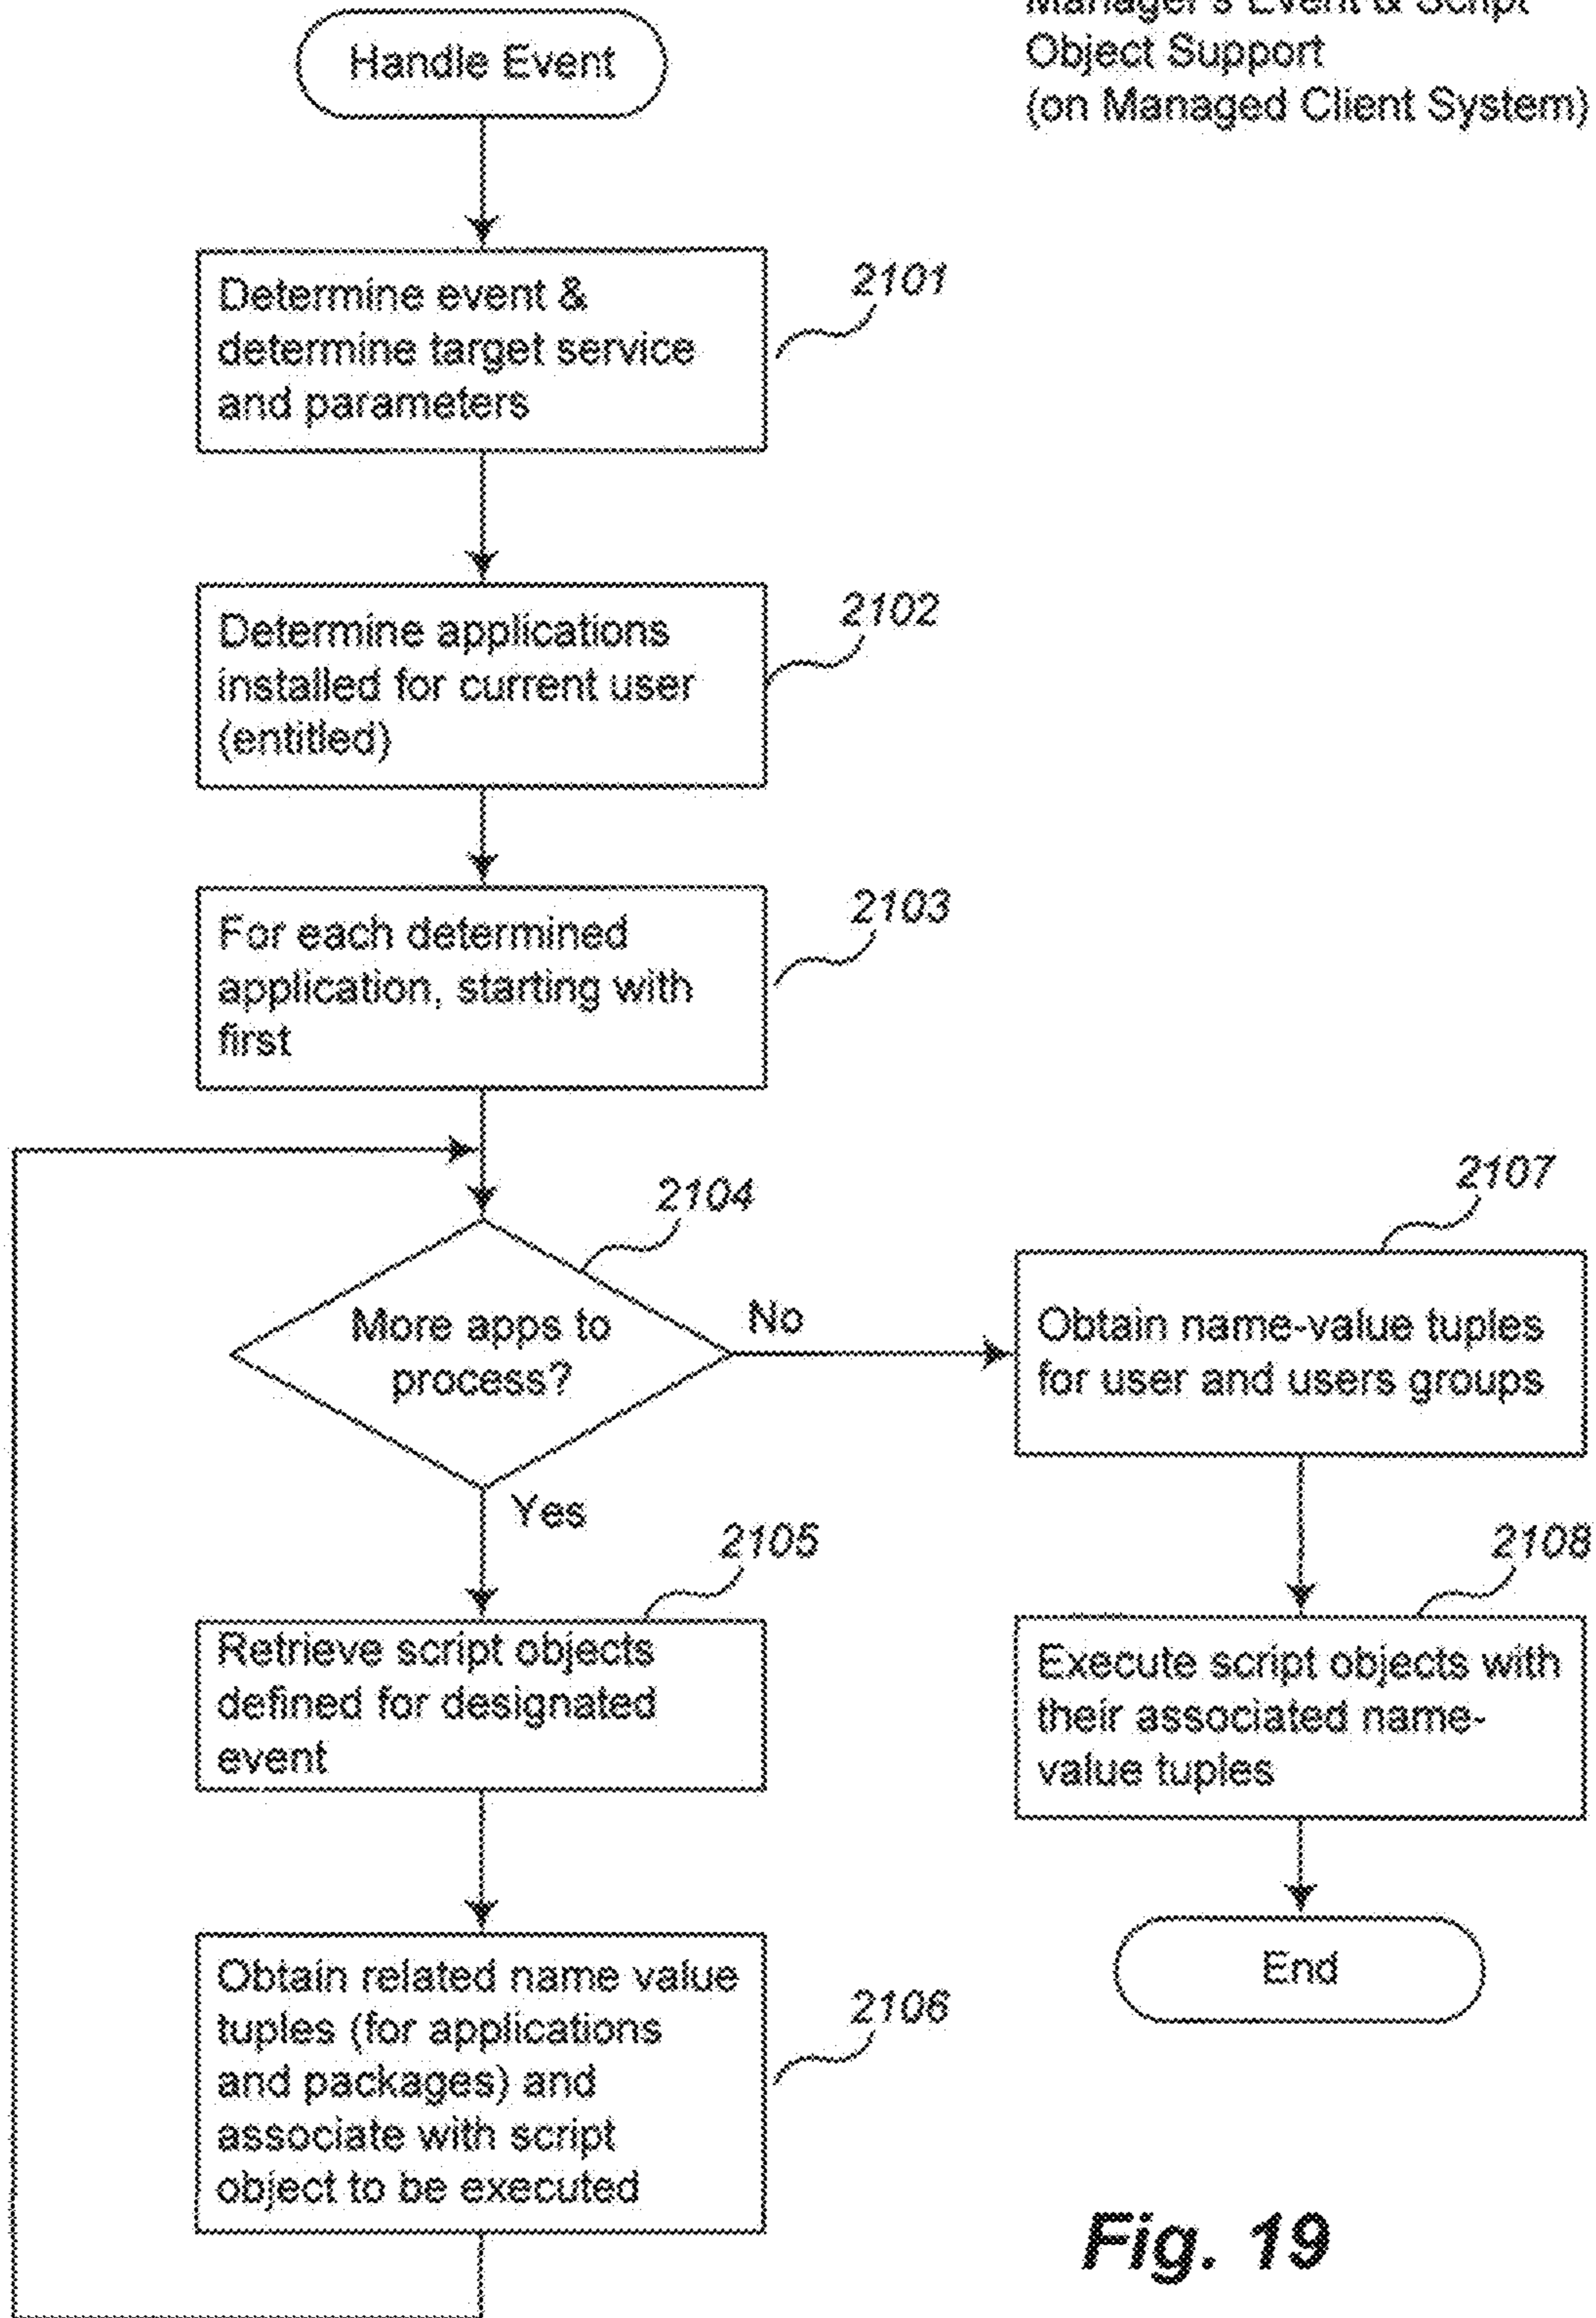 Manager's Event & Script
Object Support
(on Managed Client System)
Handle Event
2101
Determine event &
determine target service
and parameters
2102
Determine applications
installed for current user
(entitled)
2103
For each determined
application, starting with
first
2104
More apps to
process?
No
Yes
2107
Obtain name-value tuples
for user and users groups
2105
Retrieve script objects
defined for designated
event
2108
Execute script objects with
their associated name-
value tuples
2106
Obtain related name value
tuples (for applications
and packages) and
associate with script
object to be executed
End
Fig. 19